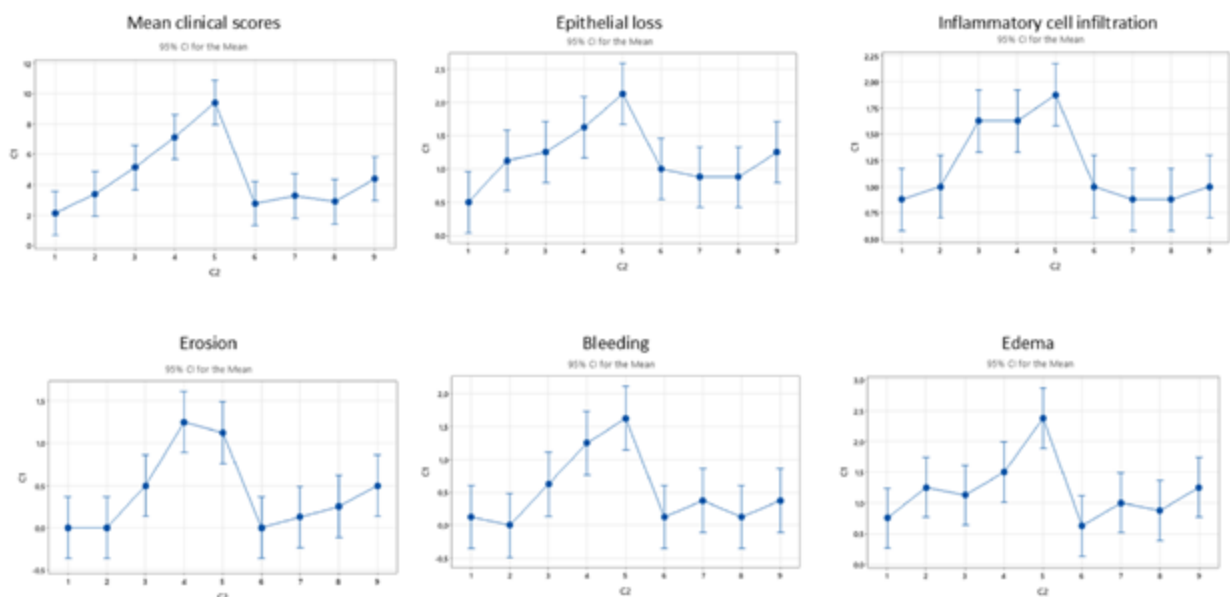 Mean clinical scores
95% CI for the Mean
12
10
8
6
4
2
0
C1
1 2 3 4 5 6 7 8 9
C2
Epithelial loss
95% CI for the Mean
2,5
2,0
1,5
1,0
0,5
0,0
C1
1 2 3 4 5 6 7 8 9
C2
Inflammatory cell infiltration
95% CI for the Mean
2,25
2,00
1,75
1,50
1,25
1,00
0,75
0,50
C1
1 2 3 4 5 6 7 8 9
C2
Erosion
95% CI for the Mean
1,5
1,0
0,5
0,0
-0,5
C1
1 2 3 4 5 6 7 8 9
C2
Bleeding
95% CI for the Mean
2,0
1,5
1,0
0,5
0,0
-0,5
C1
1 2 3 4 5 6 7 8 9
C2
Edema
95% CI for the Mean
3,0
2,5
2,0
1,5
1,0
0,5
0,0
C1
1 2 3 4 5 6 7 8 9
C2